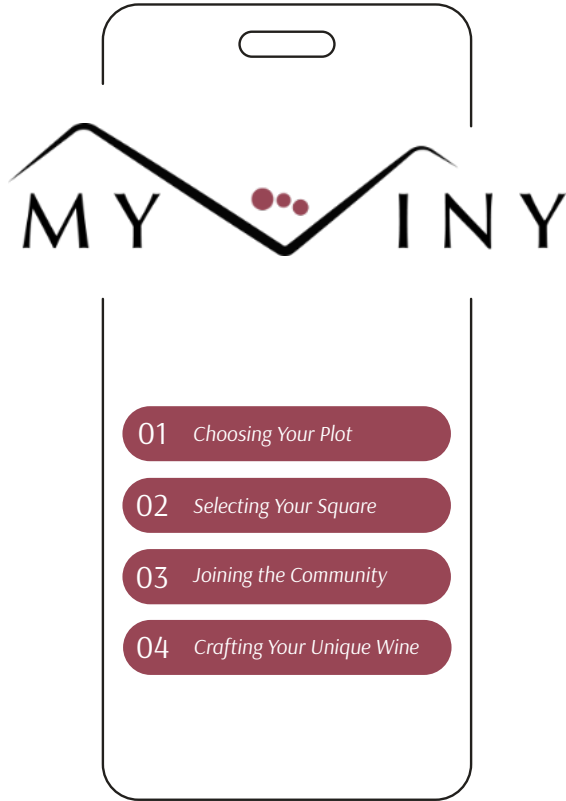 MY VINY
01 Choosing Your Plot
02 Selecting Your Square
03 Joining the Community
04 Crafting Your Unique Wine